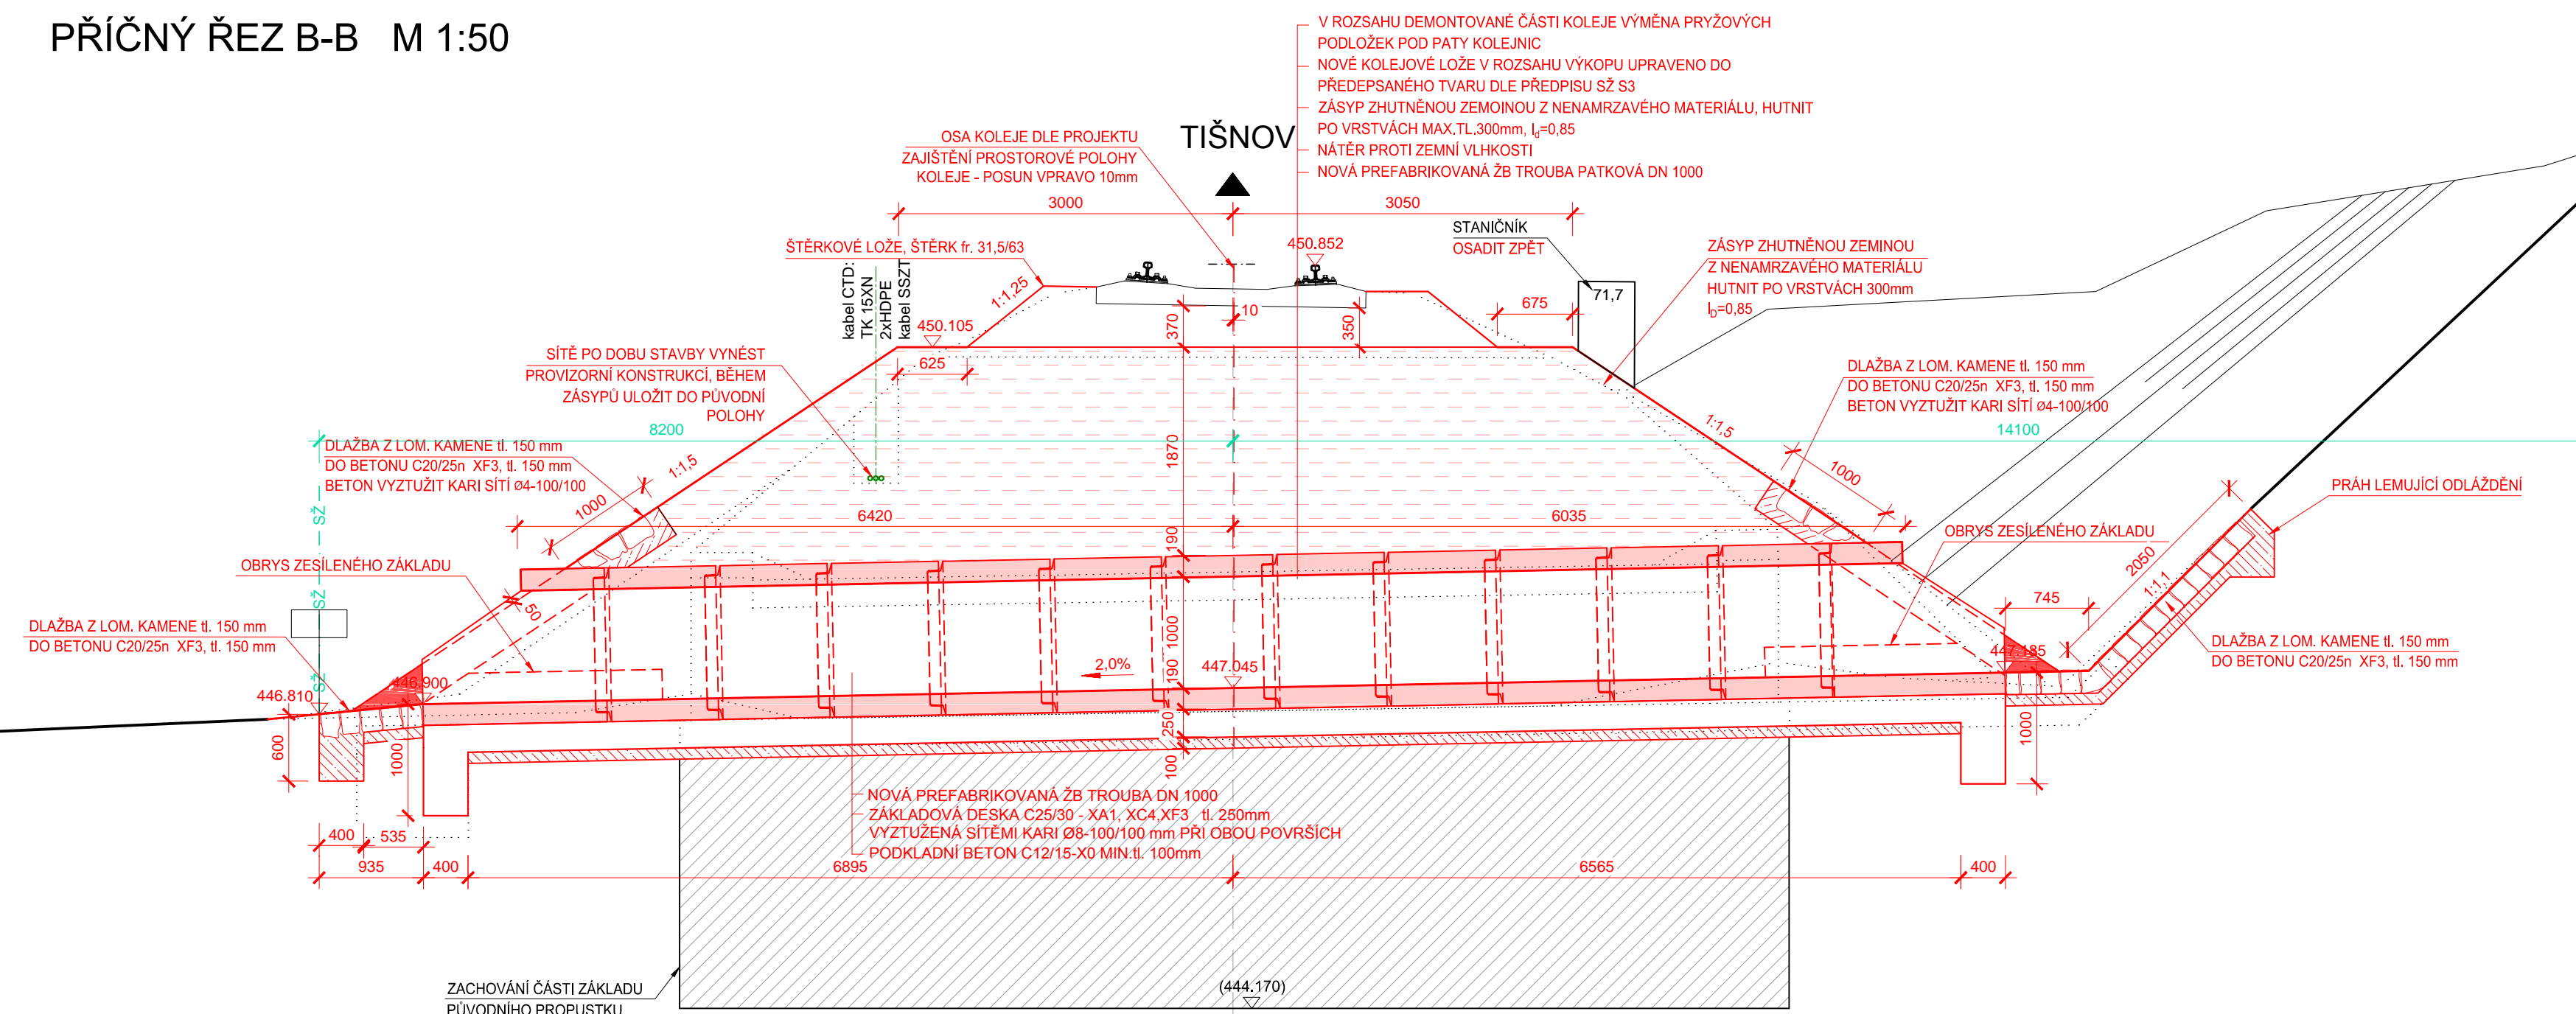 PŘÍČNÝ ŘEZ B-B M 1:50
V ROZSAHU DEMONTOVANÉ ČÁSTI KOLEJE VÝMĚNA PRYŽOVÝCH
PODLOŽEK POD PATY KOLEJNIC
NOVÉ KOLEJOVÉ LOŽE V ROZSAHU VÝKOPU UPRAVENO DO
PŘEDEPSANÉHO TVARU DLE PŘEDPISU SŽ S3
ZÁSYP ZHUTNĚNOU ZEMOINOU Z NENAMRZAVÉHO MATERIÁLU, HUTNIT
PO VRSTVÁCH MAX.TL.300mm, Id=0,85
NÁTĚR PROTI ZEMNÍ VLHKOSTI
NOVÁ PREFABRIKOVANÁ ŽB TROUBA PATKOVÁ DN 1000
TIŠNOV
OSA KOLEJE DLE PROJEKTU
ZAJIŠTĚNÍ PROSTOROVÉ POLOHY
KOLEJE - POSUN VPRAVO 10mm
3000
3050
STANIČNÍK
OSADIT ZPĚT
450.852
ŠTĚRKOVÉ LOŽE, ŠTĚRK fr. 31,5/63
ZÁSYP ZHUTNĚNOU ZEMINOU
Z NENAMRZAVÉHO MATERIÁLU
HUTNIT PO VRSTVÁCH 300mm
ID=0,85
kabel CTD:
TK 15XN
2xHDPE
kabel SSZT
1:1,25
71,7
675
10
370
350
450.105
625
SÍTĚ PO DOBU STAVBY VYNÉST
PROVIZORNÍ KONSTRUKCÍ, BĚHEM
ZÁSYPŮ ULOŽIT DO PŮVODNÍ
POLOHY
DLAŽBA Z LOM. KAMENE tl. 150 mm
DO BETONU C20/25n XF3, tl. 150 mm
BETON VYZTUŽIT KARI SÍTÍ Ø4-100/100
8200
14100
1:1,5
1870
DLAŽBA Z LOM. KAMENE tl. 150 mm
DO BETONU C20/25n XF3, tl. 150 mm
BETON VYZTUŽIT KARI SÍTÍ Ø4-100/100
1:1,5
1000
1000
PRÁH LEMUJÍCÍ ODLÁŽDĚNÍ
SŽ
6420
6035
190
OBRYS ZESÍLENÉHO ZÁKLADU
OBRYS ZESÍLENÉHO ZÁKLADU
2050
1:1,1
SŽ
50
745
DLAŽBA Z LOM. KAMENE tl. 150 mm
DO BETONU C20/25n XF3, tl. 150 mm
1000
DLAŽBA Z LOM. KAMENE tl. 150 mm
DO BETONU C20/25n XF3, tl. 150 mm
2,0%
447.045
447.185
190
SŽ
446.810
446.900
600
1000
250
100
1000
NOVÁ PREFABRIKOVANÁ ŽB TROUBA DN 1000
ZÁKLADOVÁ DESKA C25/30 - XA1, XC4,XF3 tl. 250mm
VYZTUŽENÁ SÍTĚMI KARI Ø8-100/100 mm PŘI OBOU POVRŠÍCH
PODKLADNÍ BETON C12/15-X0 MIN.tl. 100mm
400
535
935
400
6895
6565
400
ZACHOVÁNÍ ČÁSTI ZÁKLADU
PŮVODNÍHO PROPUSTKU
(444.170)